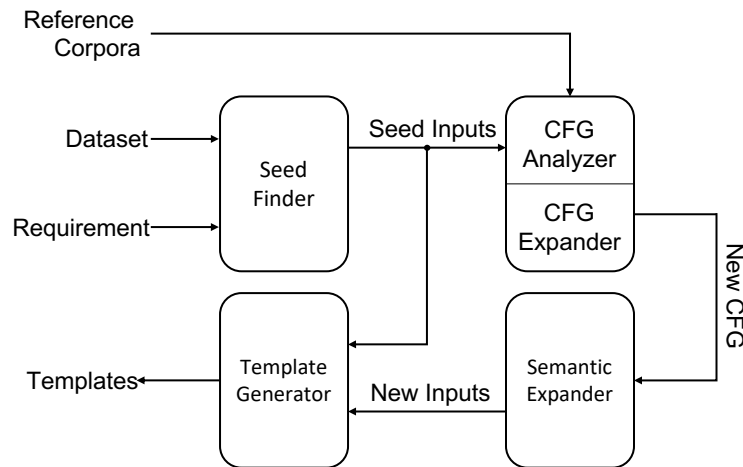 Reference
Corpora
Dataset
Requirement
Seed
Finder
Seed Inputs
CFG
Analyzer
CFG
Expander
New CFG
Templates
Template
Generator
New Inputs
Semantic
Expander